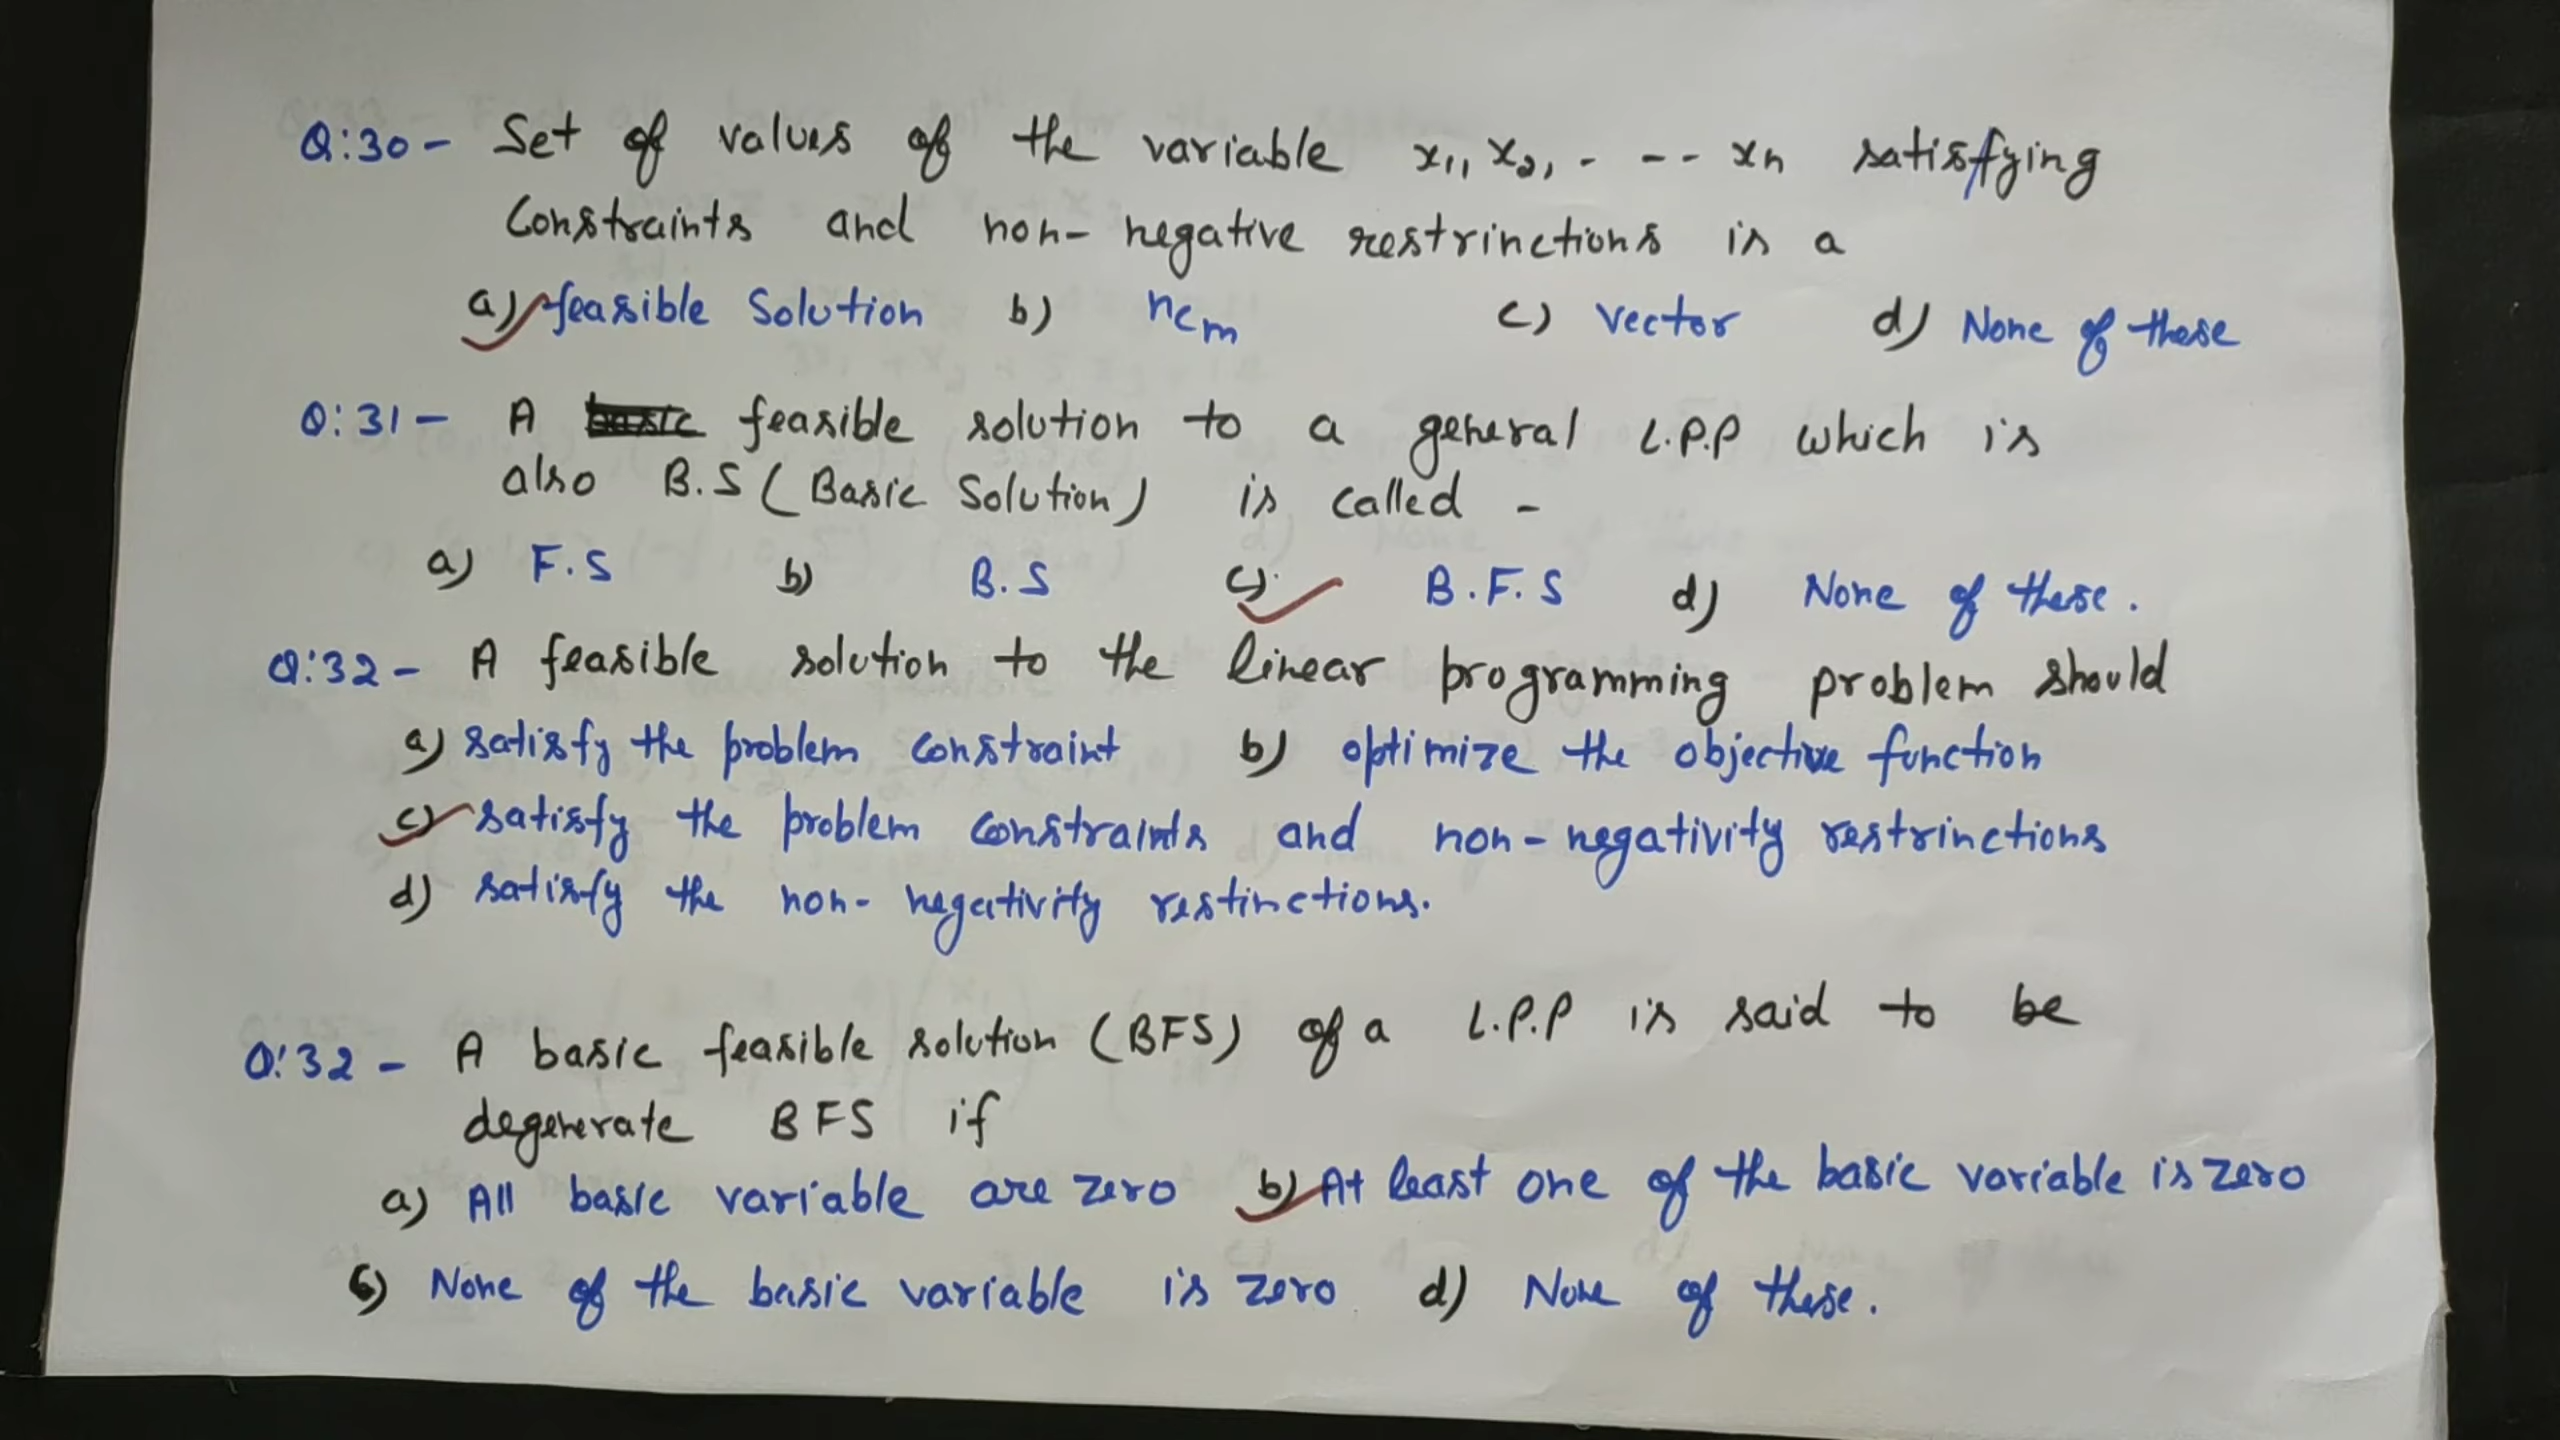 Q:30- Set of values of the variable x1, x2, - - - xn satisfying
Constraints and non-negative restrinctions is a
a) feasible Solution b) ncm c) vector d) None of these
Q:31- A basic feasible solution to a general L.P.P which is
also B.S (Basic Solution) is called -
a) F.S b) B.S c) B.F.S d) None of these.
Q:32- A feasible solution to the linear programming problem should
a) satisfy the problem constraint b) optimize the objective function
c) satisfy the problem constraints and non-negativity restrinctions
d) satisfy the non-negativity restinctions.
Q:32- A basic feasible solution (BFS) of a L.P.P is said to be
degenerate BFS if
a) All basic variable are zero b) At least one of the basic variable is zero
c) None of the basic variable is zero d) None of these.